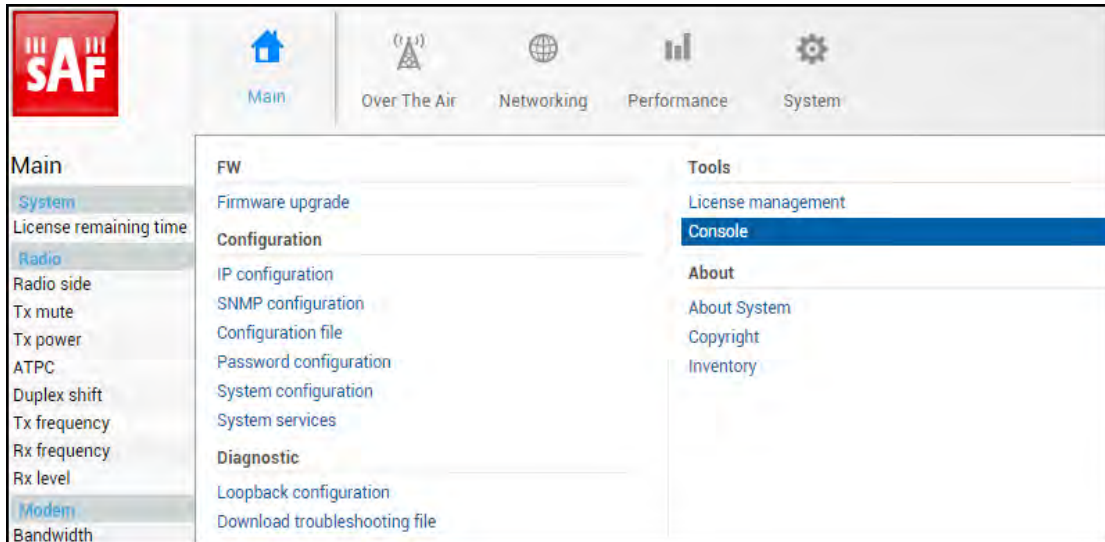 SAF
Main
Over The Air
Networking
Performance
System
Main
System
License remaining time
Radio
Radio side
Tx mute
Tx power
ATPC
Duplex shift
Tx frequency
Rx frequency
Rx level
Modem
Bandwidth
FW
Firmware upgrade
Configuration
IP configuration
SNMP configuration
Configuration file
Password configuration
System configuration
System services
Diagnostic
Loopback configuration
Download troubleshooting file
Tools
License management
Console
About
About System
Copyright
Inventory